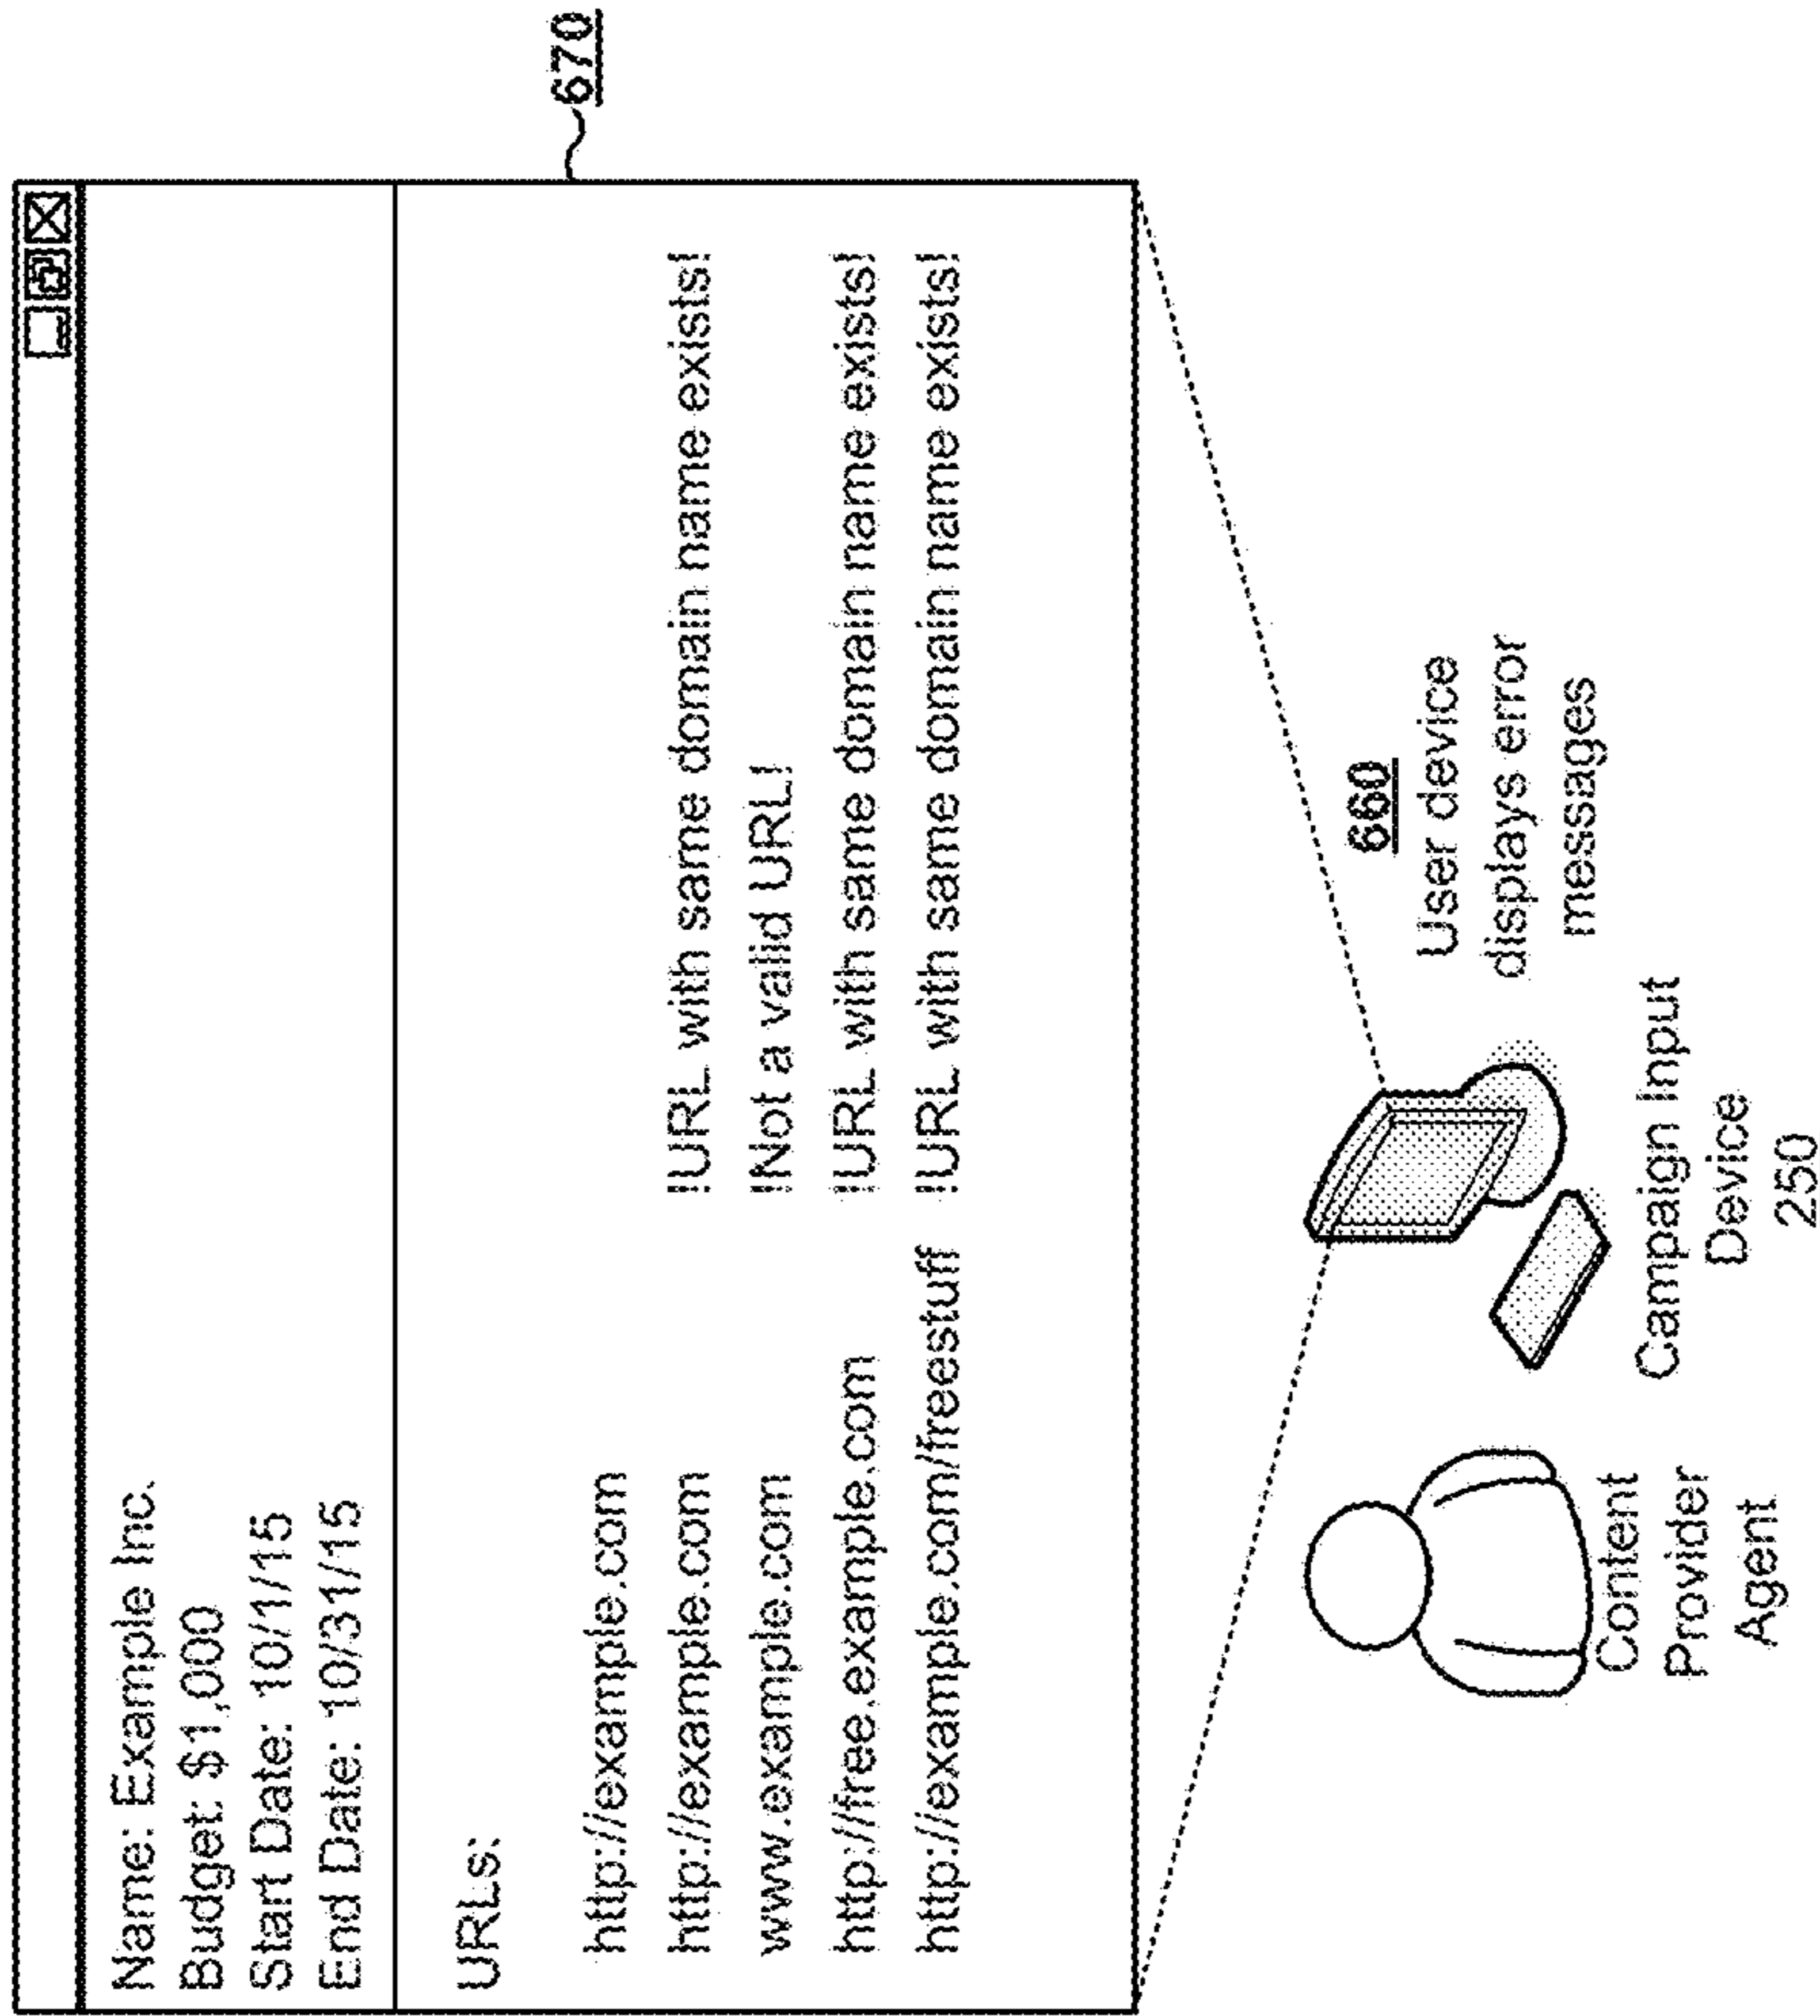 Name: Example Inc.
Budget: $1,000
Start Date: 10/1/15
End Date: 10/31/15
URLs:
http://example.com
http://example.com !URL with same domain name exists!
www.example.com !Not a valid URL!
http://free.example.com !URL with same domain name exists!
http://example.com/freestuff !URL with same domain name exists!
670
660
User device
displays error
messages
Content
Provider
Agent
Campaign Input
Device
250